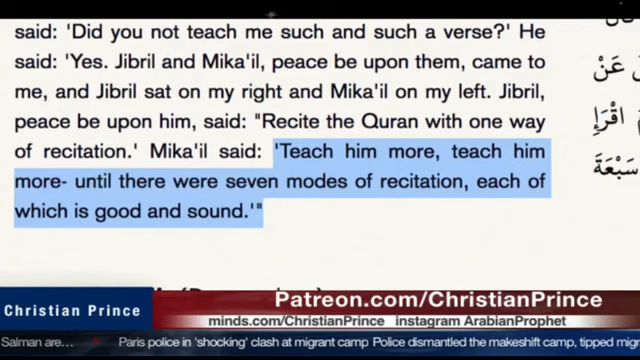 said: 'Did you not teach me such and such a verse?' He
said: 'Yes. Jibril and Mika'il, peace be upon them, came to
me, and Jibril sat on my right and Mika'il on my left. Jibril,
peace be upon him, said: "Recite the Quran with one way
of recitation.' Mika'il said: 'Teach him more, teach him
more- until there were seven modes of recitation, each of
which is good and sound.'"
عَنْ
اقْرَإِ
سَبْعَةَ
Christian Prince
Patreon.com/ChristianPrince
minds.com/ChristianPrince instagram ArabianProphet
Salman are... Paris police in 'shocking' clash at migrant camp Police dismantled the makeshift camp, tipped